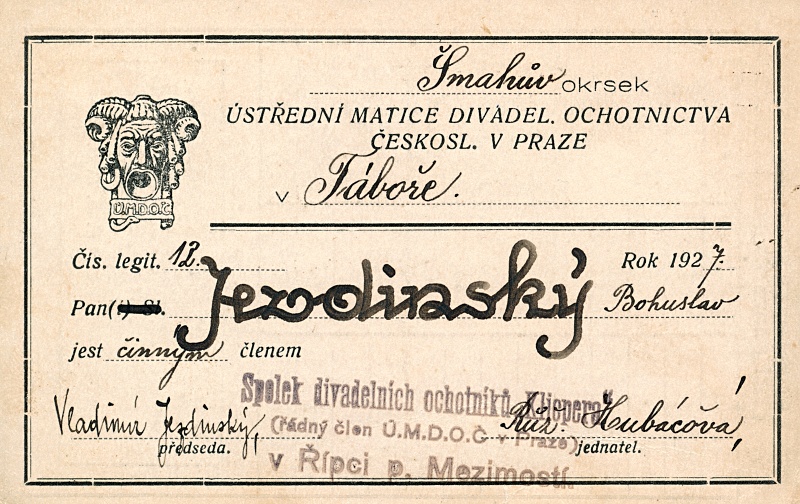 Šmahův okrsek
ÚSTŘEDNÍ MATICE DIVADEL. OCHOTNICTVA
ČESKOSL. V PRAZE
v Táboře.
Ú.M.D.O.Č
Čís. legit. 12. Rok 1927.
Pan(í) Sl. Jezdinský Bohuslav
jest činným členem
Spolek divadelních ochotníků „Klicpera“
(řádný člen Ú.M.D.O.Č v Praze)
v Řípci p. Mezimostí.
Vladimír Jezdinský, Růž. Hubáčová,
předseda. jednatel.